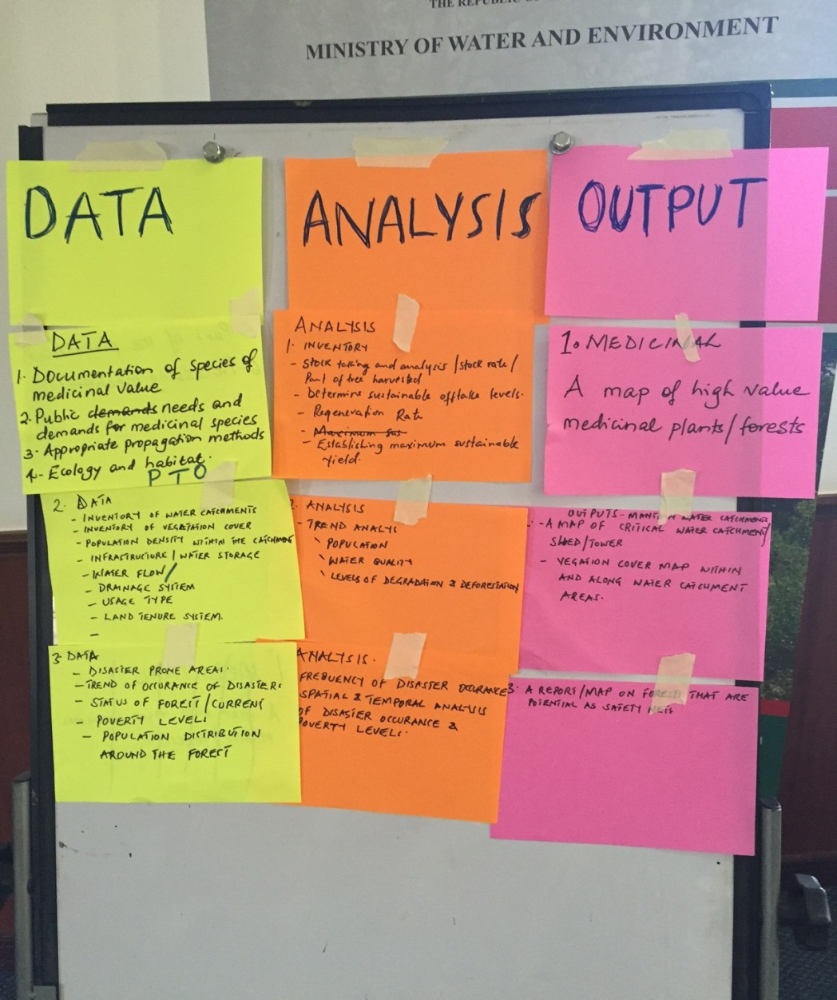 THE REPUBLIC
MINISTRY OF WATER AND ENVIRONMENT
DATA
ANALYSIS
OUTPUT
DATA
1. Documentation of species of
medicinal value
2. Public demands needs and
demands for medicinal species
3. Appropriate propagation methods
4. Ecology and habitat.
PTO
ANALYSIS
1. INVENTORY
- Stock taking and analysis / stock rate /
Part of tree harvested
- Determine sustainable offtake levels.
- Regeneration Rate
- Maximum sus
- Establishing maximum sustainable
yield.
1. MEDICINAL
A map of high value
medicinal plants/forests
2. DATA
- INVENTORY OF WATER CATCHMENTS
- INVENTORY OF VEGETATION COVER
- POPULATION DENSITY WITHIN THE CATCHMENT
- INFRASTRUCTURE / WATER STORAGE
- WATER FLOW/
- DRAINAGE SYSTEM
- USAGE TYPE
- LAND TENURE SYSTEM.
-
2. ANALYSIS
- TREND ANALYS
\ POPULATION
\ WATER QUALITY
\ LEVELS OF DEGRADATION & DEFORESTATION
OUTPUTS - WATER CATCHMENTS
- A MAP OF CRITICAL WATER CATCHMENT/
SHED/TOWER
- VEGATION COVER MAP WITHIN
AND ALONG WATER CATCHMENT
AREAS.
3. DATA
- DISASTER PRONE AREAS.
- TREND OF OCCURANCE OF DISASTERS
- STATUS OF FOREST/CURRENT
- POVERTY LEVELS
- POPULATION DISTRIBUTION
AROUND THE FOREST
ANALYSIS.
FREQUENCY OF DISASTER OCCURANCE
SPATIAL & TEMPORAL ANALYSIS
OF DISASTER OCCURANCE &
POVERTY LEVELS.
3. A REPORT/MAP ON FORESTS THAT ARE
POTENTIAL AS SAFETY NETS